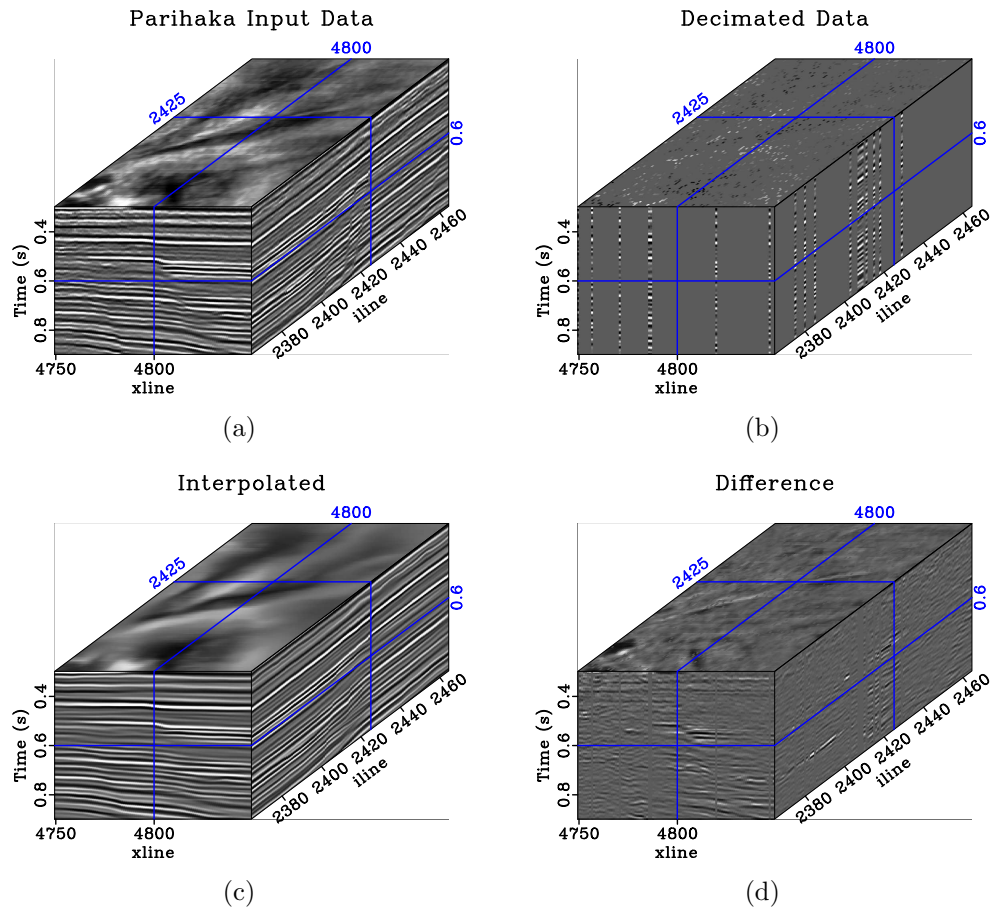 Parihaka Input Data
4800
2425
0.6
0.4
0.6
0.8
Time (s)
4750
4800
xline
2380
2400
2420
2440
2460
iline
(a)
Decimated Data
4800
2425
0.6
0.4
0.6
0.8
Time (s)
4750
4800
xline
2380
2400
2420
2440
2460
iline
(b)
Interpolated
4800
2425
0.6
0.4
0.6
0.8
Time (s)
4750
4800
xline
2380
2400
2420
2440
2460
iline
(c)
Difference
4800
2425
0.6
0.4
0.6
0.8
Time (s)
4750
4800
xline
2380
2400
2420
2440
2460
iline
(d)